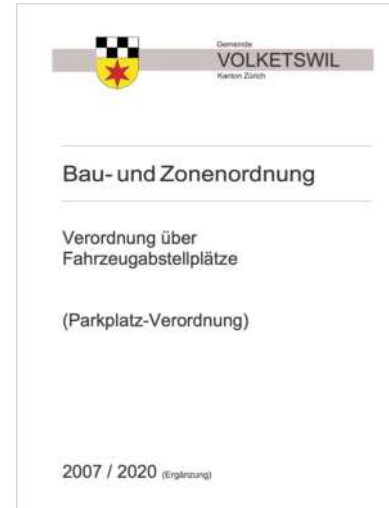 Gemeinde
VOLKETSWIL
Kanton Zürich
Bau- und Zonenordnung
Verordnung über
Fahrzeugabstellplätze
(Parkplatz-Verordnung)
2007 / 2020 (Ergänzung)